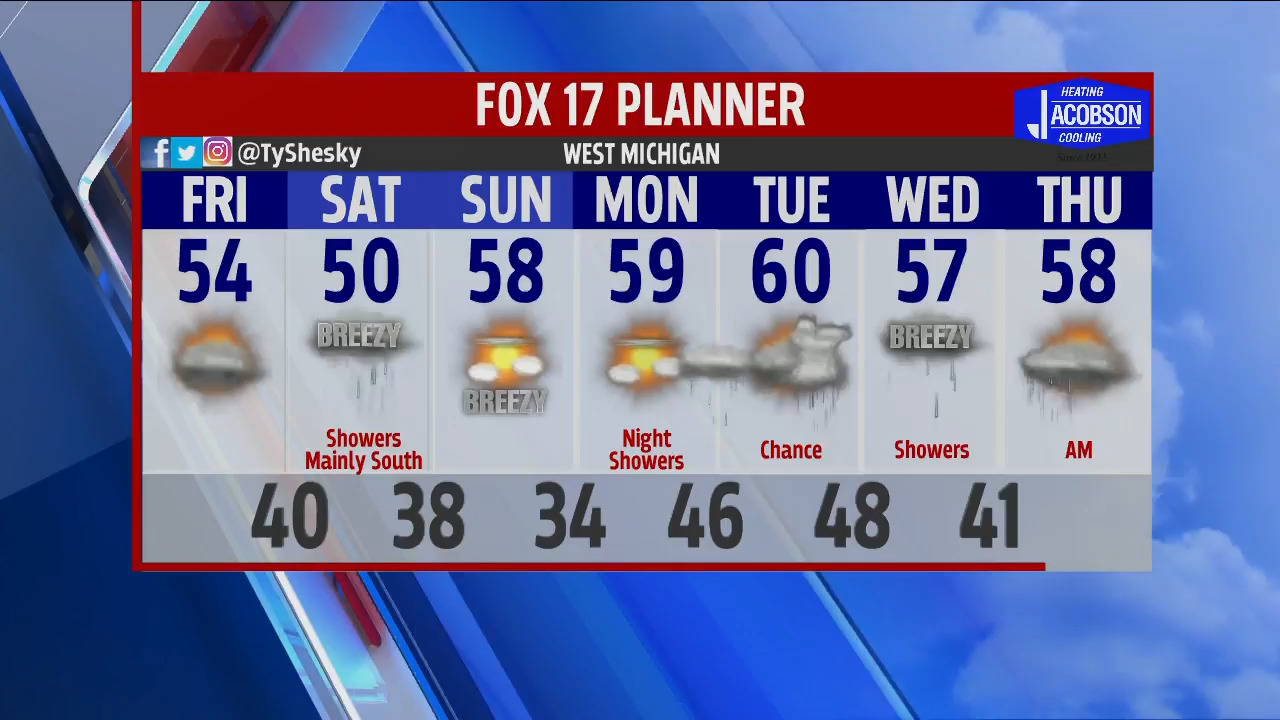 FOX 17 PLANNER
HEATING
JACOBSON
COOLING
Since 1921
@TyShesky
WEST MICHIGAN
FRI SAT SUN MON TUE WED THU
54 50 58 59 60 57 58
BREEZY BREEZY
BREEZY
Showers Mainly South
Night Showers
Chance
Showers
AM
40 38 34 46 48 41